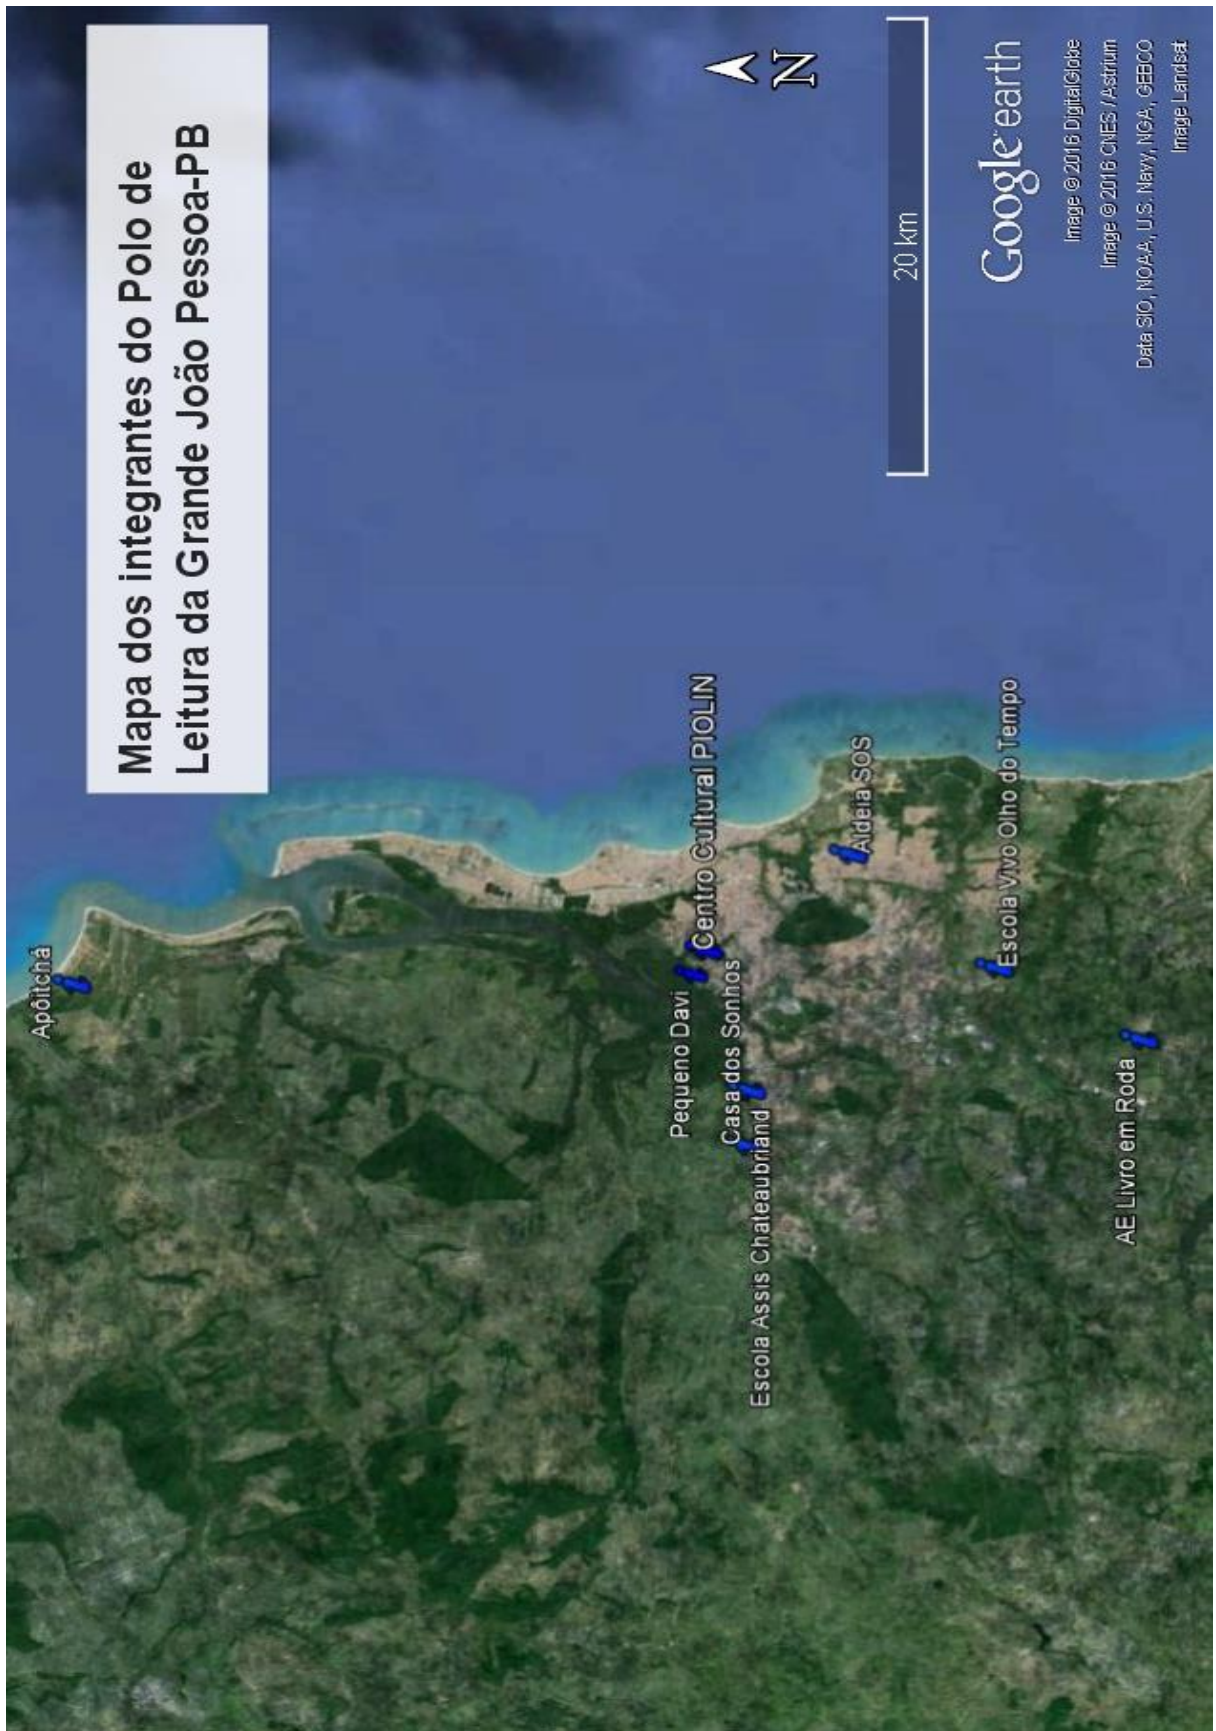 Mapa dos integrantes do Polo de
Leitura da Grande João Pessoa-PB
Apôitchá
N
Pequeno Davi
Centro Cultural PIOLIN
Casa dos Sonhos
Escola Assis Chateaubriand
Aldeia SOS
Escola Vivo Olho do Tempo
AE Livro em Roda
20 km
Google earth
Image © 2016 DigitalGlobe
Image © 2016 CNES / Astrium
Data SIO, NOAA, U.S. Navy, NGA, GEBCO
Image Landsat